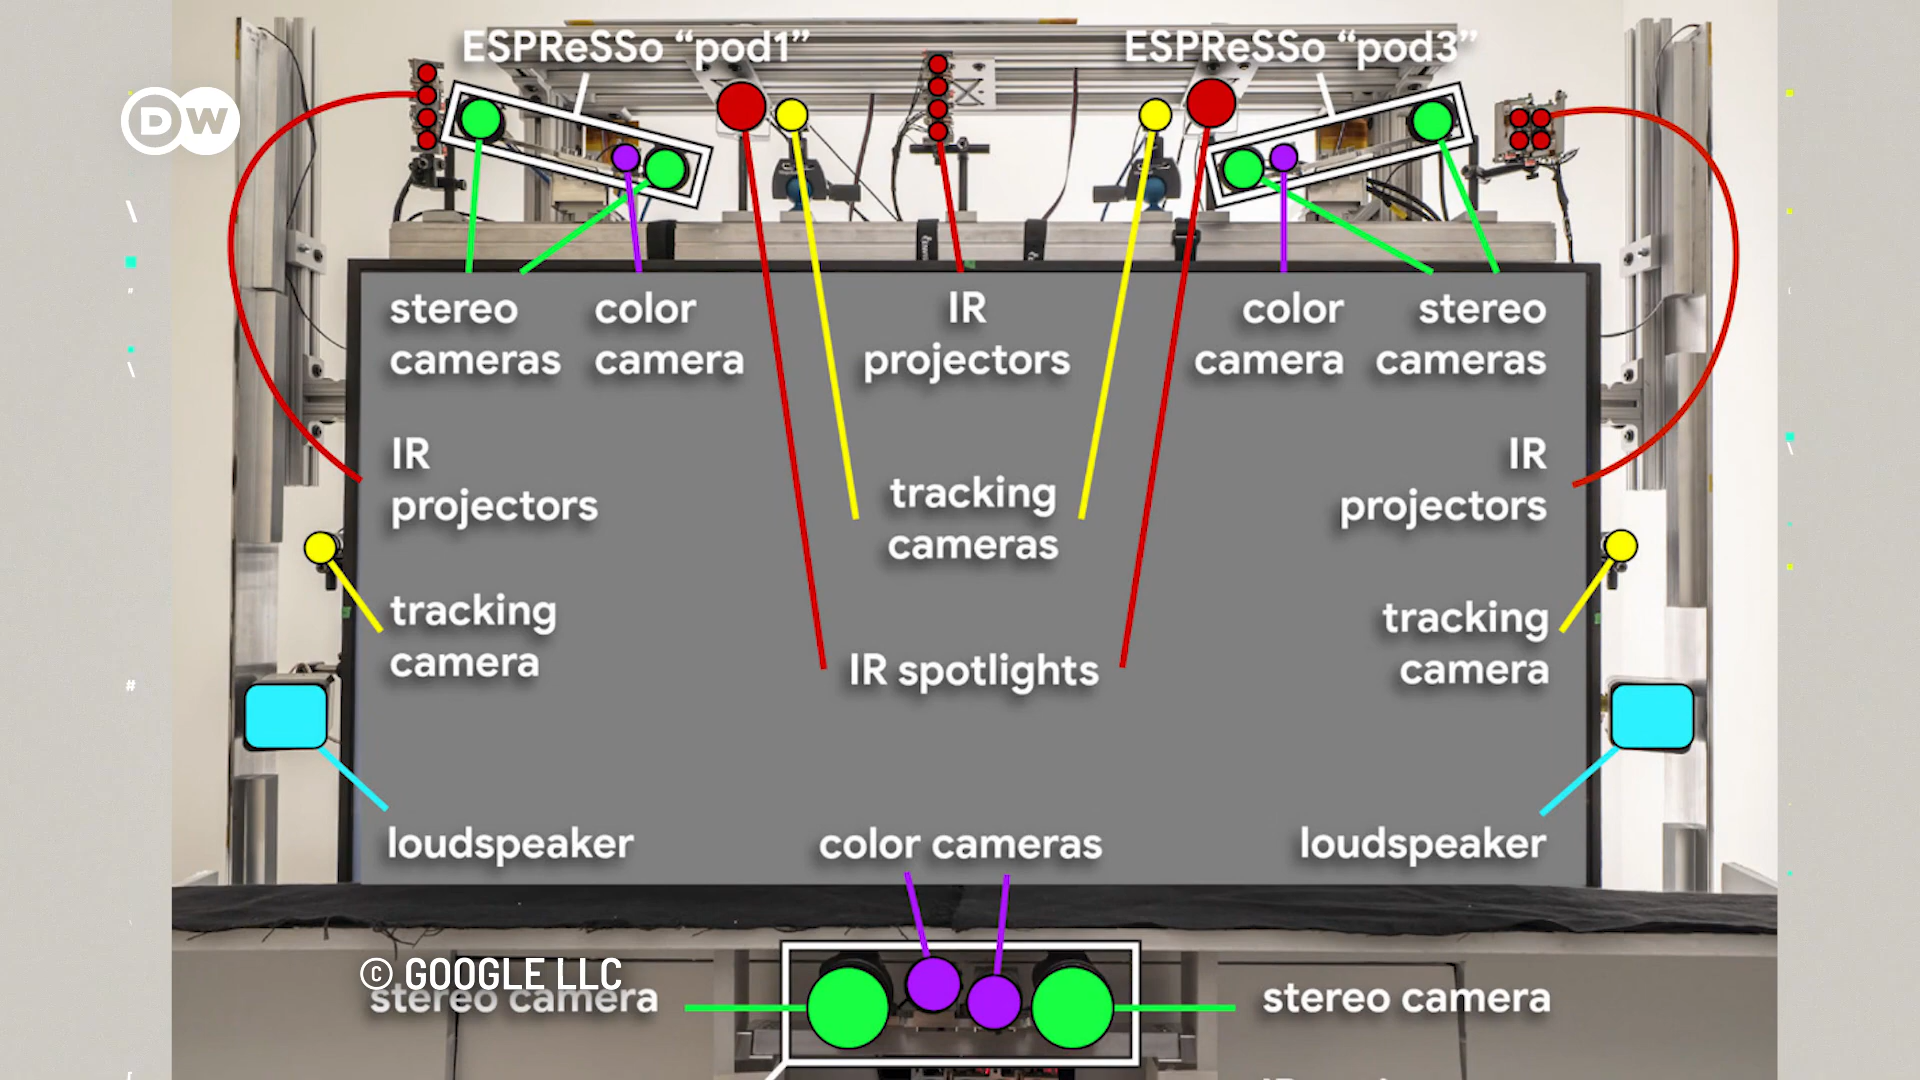 ESPReSSo “pod1”
ESPReSSo “pod3”
DW
stereo
cameras
color
camera
IR
projectors
color
camera
stereo
cameras
IR
projectors
tracking
cameras
IR
projectors
tracking
camera
IR spotlights
tracking
camera
loudspeaker
color cameras
loudspeaker
© GOOGLE LLC
stereo camera
stereo camera